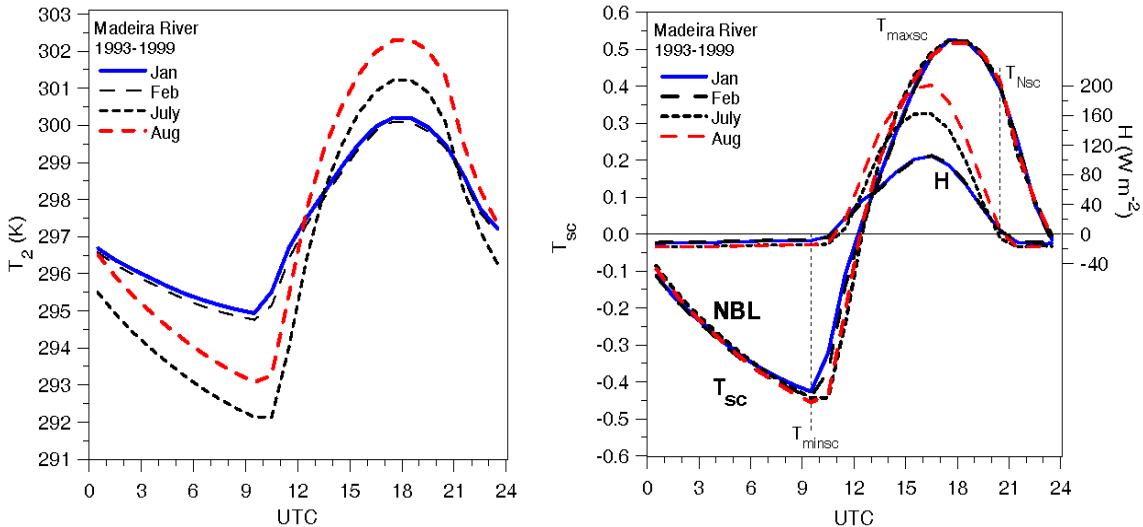 303
302
301
300
299
298
297
296
295
294
293
292
291
T2 (K)
Madeira River
1993-1999
Jan
Feb
July
Aug
0 3 6 9 12 15 18 21 24
UTC
0.6
0.5
0.4
0.3
0.2
0.1
0.0
-0.1
-0.2
-0.3
-0.4
-0.5
-0.6
Tsc
Madeira River
1993-1999
Jan
Feb
July
Aug
Tmaxsc
TNsc
H
NBL
Tsc
Tminsc
200
160
120
80
40
0
-40
H (W m-2)
0 3 6 9 12 15 18 21 24
UTC